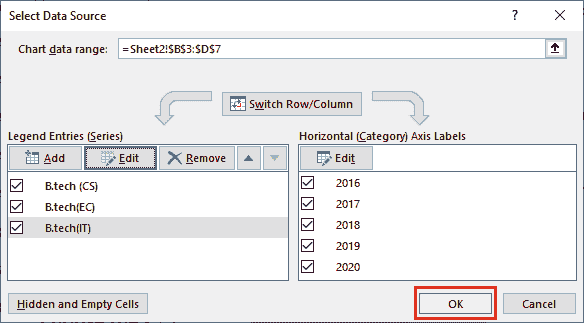 Select Data Source
? ×
Chart data range: =Sheet2!$B$3:$D$7
Switch Row/Column
Legend Entries (Series)
Add Edit Remove
B.tech (CS)
B.tech(EC)
B.tech(IT)
Horizontal (Category) Axis Labels
Edit
2016
2017
2018
2019
2020
Hidden and Empty Cells
OK
Cancel